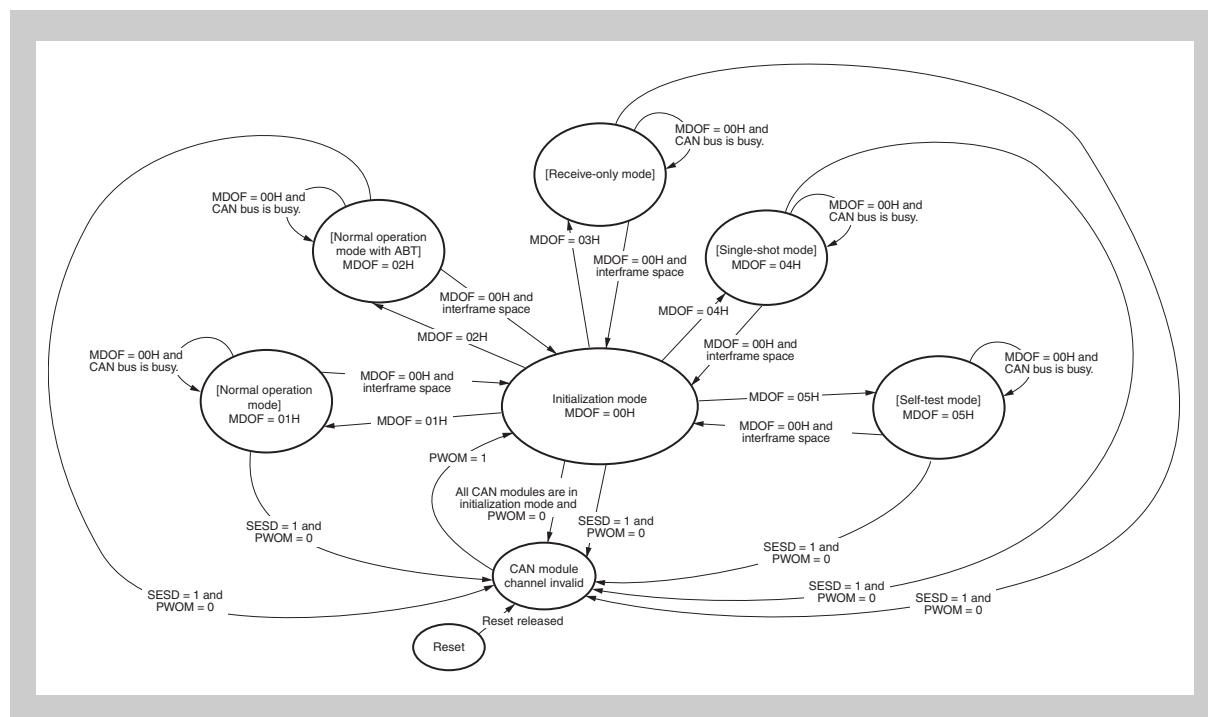 MDOF = 00H and
CAN bus is busy.
[Receive-only mode]
MDOF = 00H and
CAN bus is busy.
[Normal operation
mode with ABT]
MDOF = 02H
MDOF = 00H and
CAN bus is busy.
[Single-shot mode]
MDOF = 04H
MDOF = 03H
MDOF = 00H and
interframe space
MDOF = 00H and
interframe space
MDOF = 04H
MDOF = 02H
MDOF = 00H and
interframe space
MDOF = 00H and
CAN bus is busy.
[Normal operation
mode]
MDOF = 01H
MDOF = 00H and
interframe space
MDOF = 01H
Initialization mode
MDOF = 00H
MDOF = 05H
MDOF = 00H and
interframe space
[Self-test mode]
MDOF = 05H
MDOF = 00H and
CAN bus is busy.
PWOM = 1
All CAN modules are in
initialization mode and
PWOM = 0
SESD = 1 and
PWOM = 0
SESD = 1 and
PWOM = 0
SESD = 1 and
PWOM = 0
CAN module
channel invalid
SESD = 1 and
PWOM = 0
SESD = 1 and
PWOM = 0
SESD = 1 and
PWOM = 0
Reset released
Reset